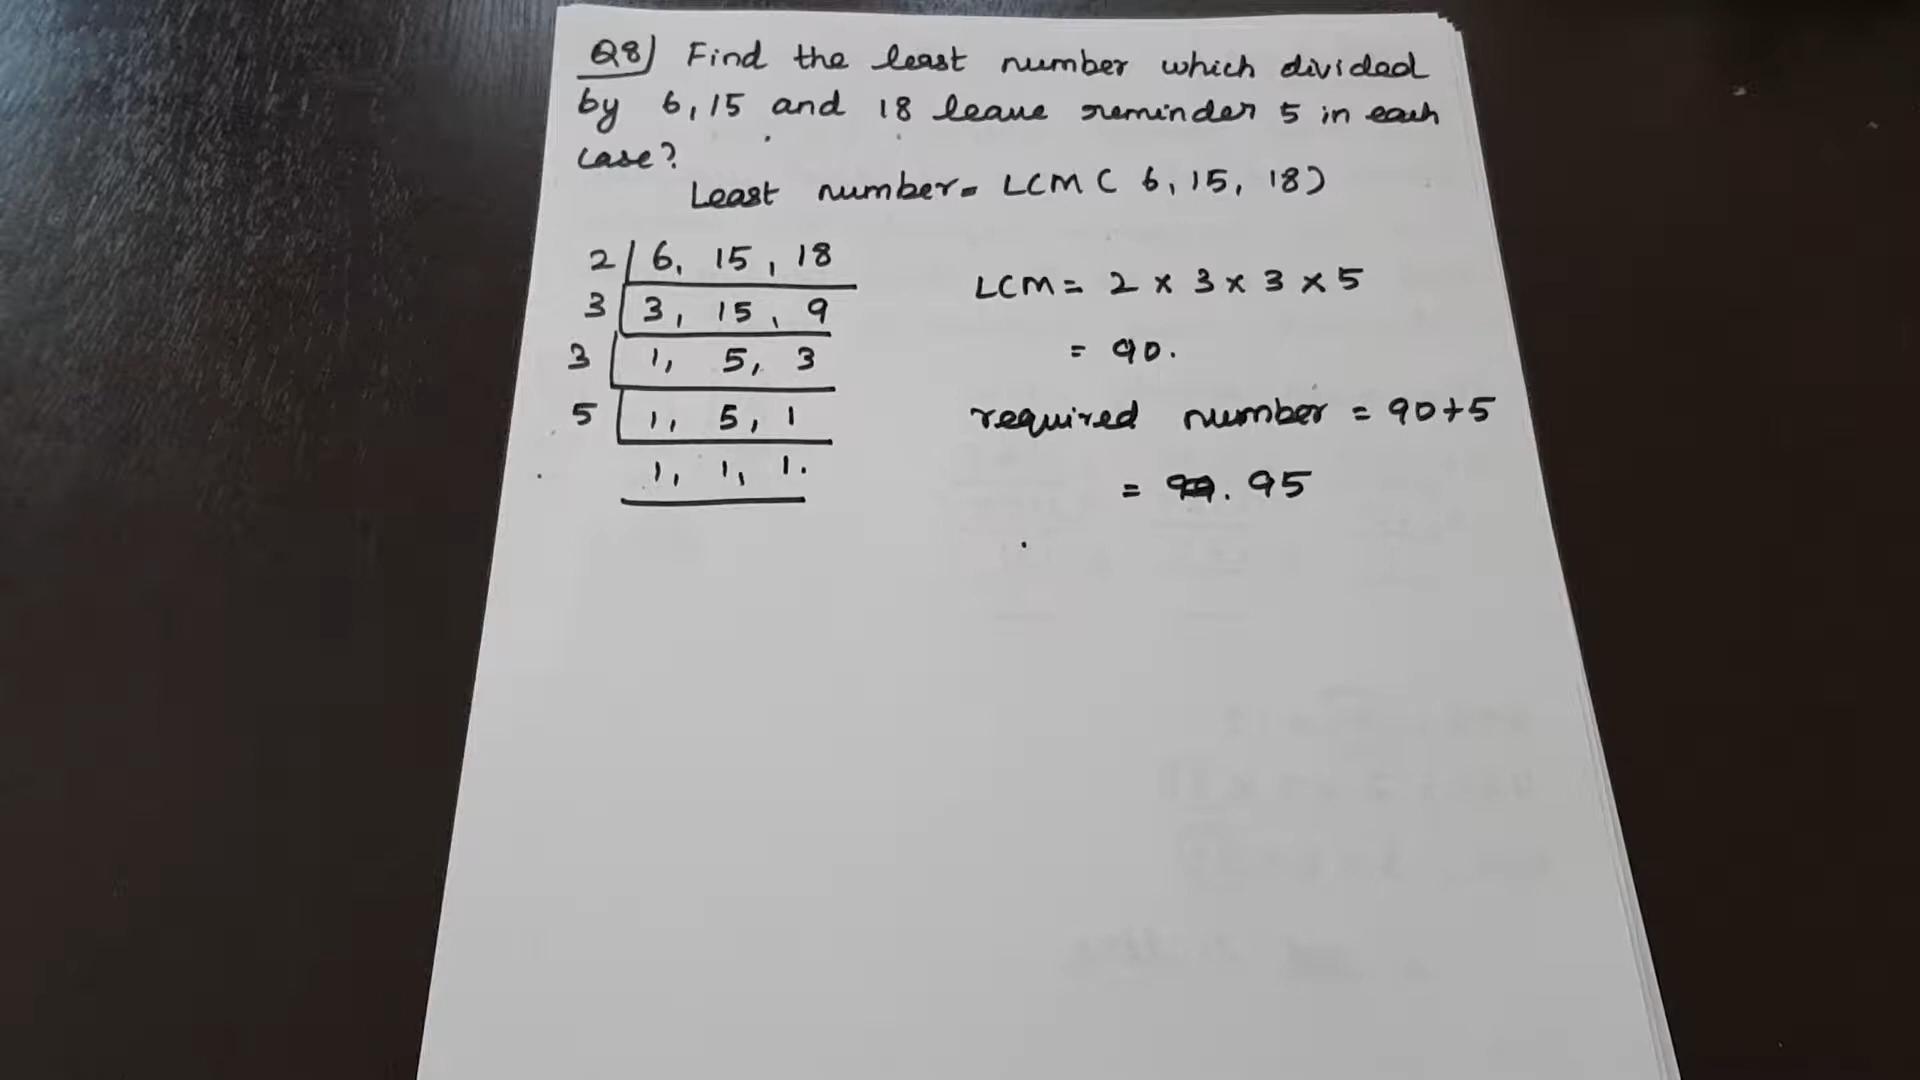 Q8) Find the least number which divided
by 6, 15 and 18 leave reminder 5 in each
case?
Least number = LCM ( 6, 15, 18)
2 | 6, 15, 18
3 | 3, 15, 9
3 | 1, 5, 3
5 | 1, 5, 1
1, 1, 1.
LCM = 2 × 3 × 3 × 5
= 90.
required number = 90+5
= 95